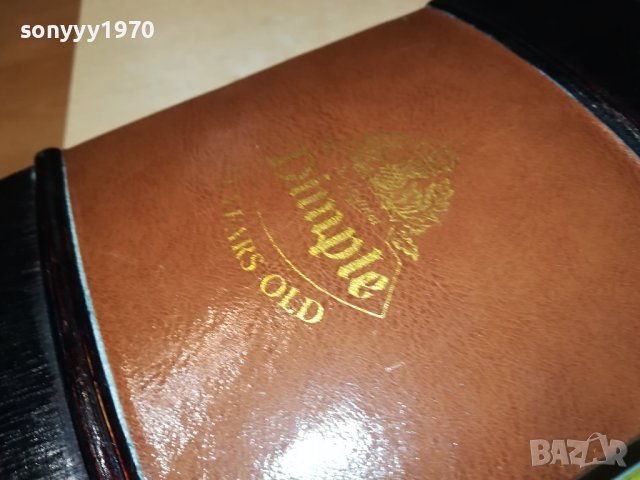 sonyyy1970
Dimple
YEARS OLD
BAZAR